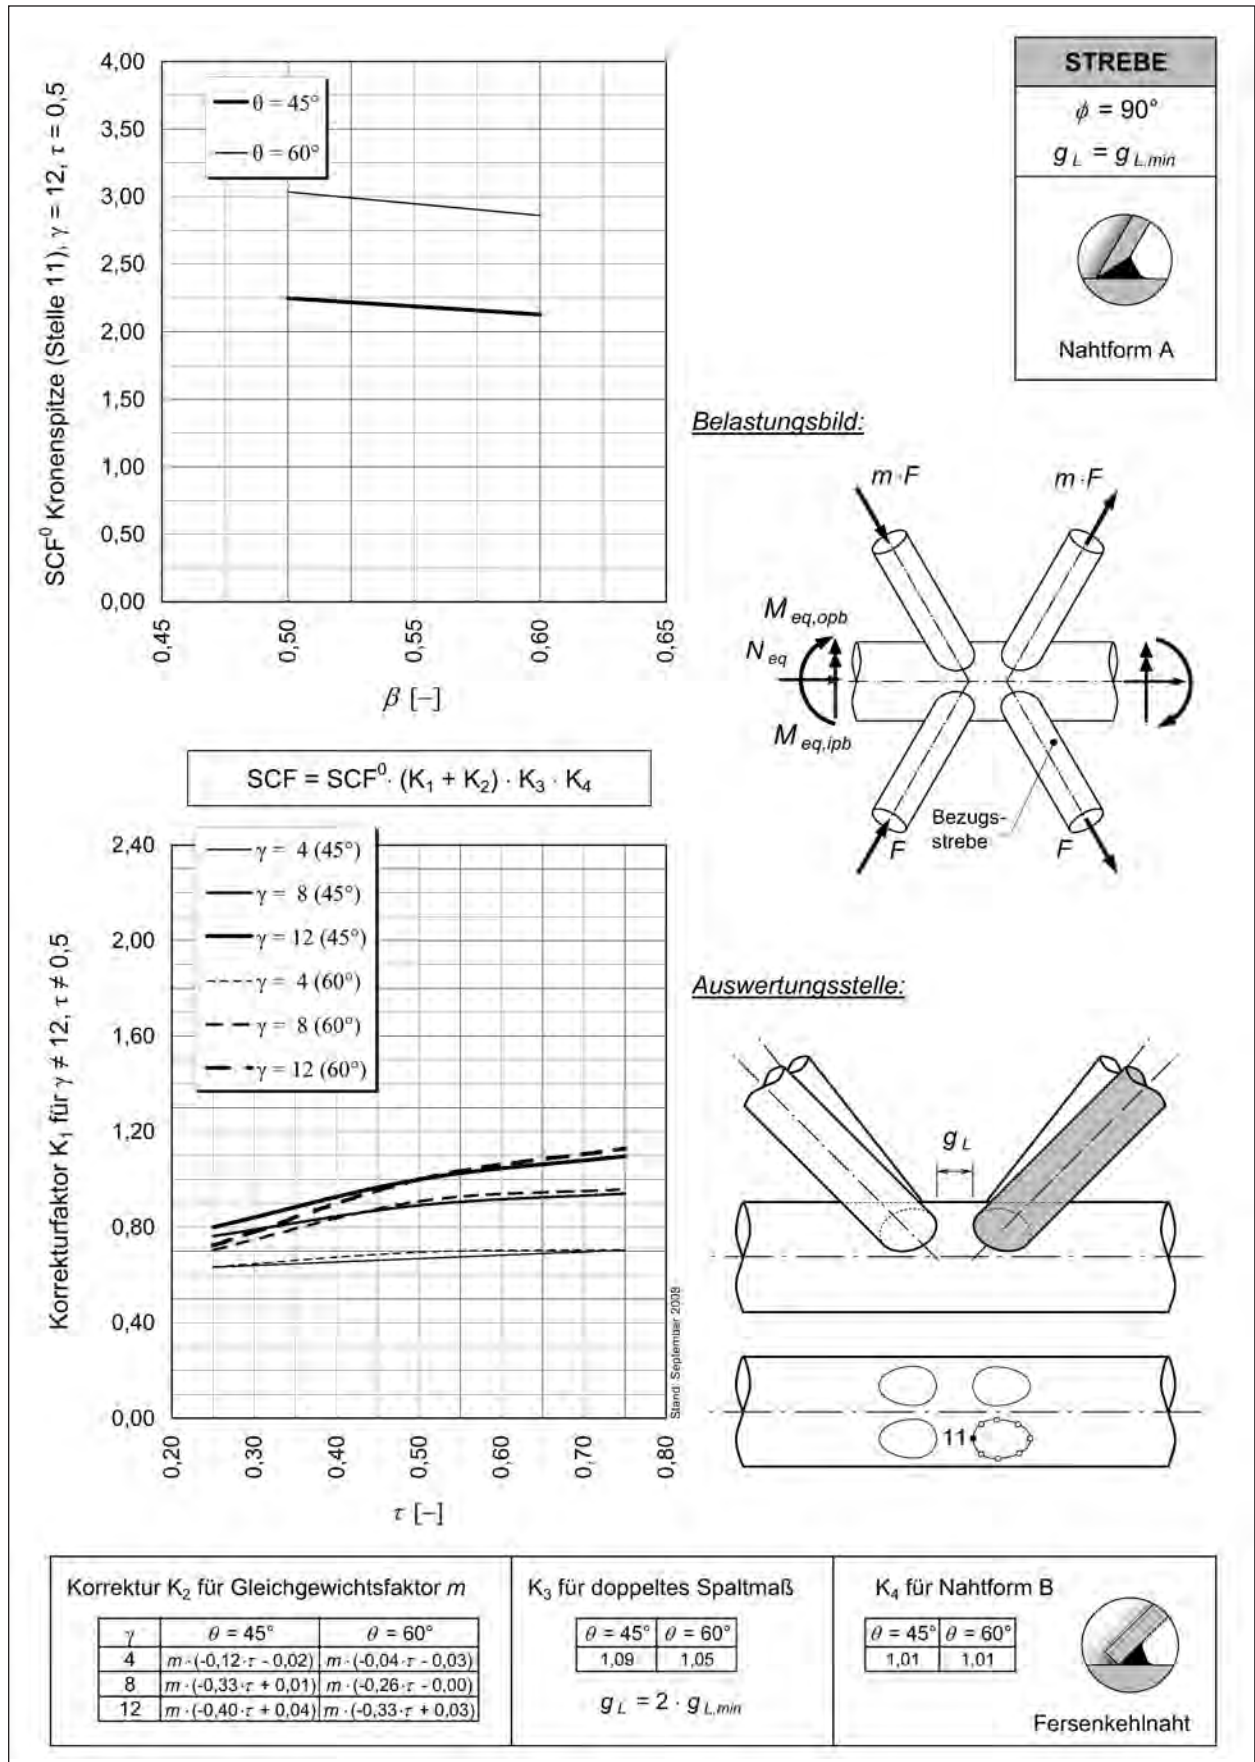 SCF⁰ Kronenspitze (Stelle 11), γ = 12, τ = 0,5
4,00
3,50
3,00
2,50
2,00
1,50
1,00
0,50
0,00
θ = 45°
θ = 60°
0,45
0,50
0,55
0,60
0,65
β [–]
STREBE
ϕ = 90°
g L = g L,min
Nahtform A
Belastungsbild:
m·F
m·F
M eq,opb
N eq
M eq,ipb
Bezugs-
strebe
F
F
SCF = SCF⁰· (K₁ + K₂) · K₃ · K₄
Korrekturfaktor K₁ für γ ≠ 12, τ ≠ 0,5
2,40
2,00
1,60
1,20
0,80
0,40
0,00
γ = 4 (45°)
γ = 8 (45°)
γ = 12 (45°)
γ = 4 (60°)
γ = 8 (60°)
γ = 12 (60°)
0,20
0,30
0,40
0,50
0,60
0,70
0,80
τ [–]
Stand: September 2009
Auswertungsstelle:
g L
11
Korrektur K₂ für Gleichgewichtsfaktor m
γ θ = 45° θ = 60°
4 m·(-0,12·τ - 0,02) m·(-0,04·τ - 0,03)
8 m·(-0,33·τ + 0,01) m·(-0,26·τ - 0,00)
12 m·(-0,40·τ + 0,04) m·(-0,33·τ + 0,03)
K₃ für doppeltes Spaltmaß
θ = 45° θ = 60°
1,09 1,05
g L = 2 · g L,min
K₄ für Nahtform B
θ = 45° θ = 60°
1,01 1,01
Fersenkehlnaht